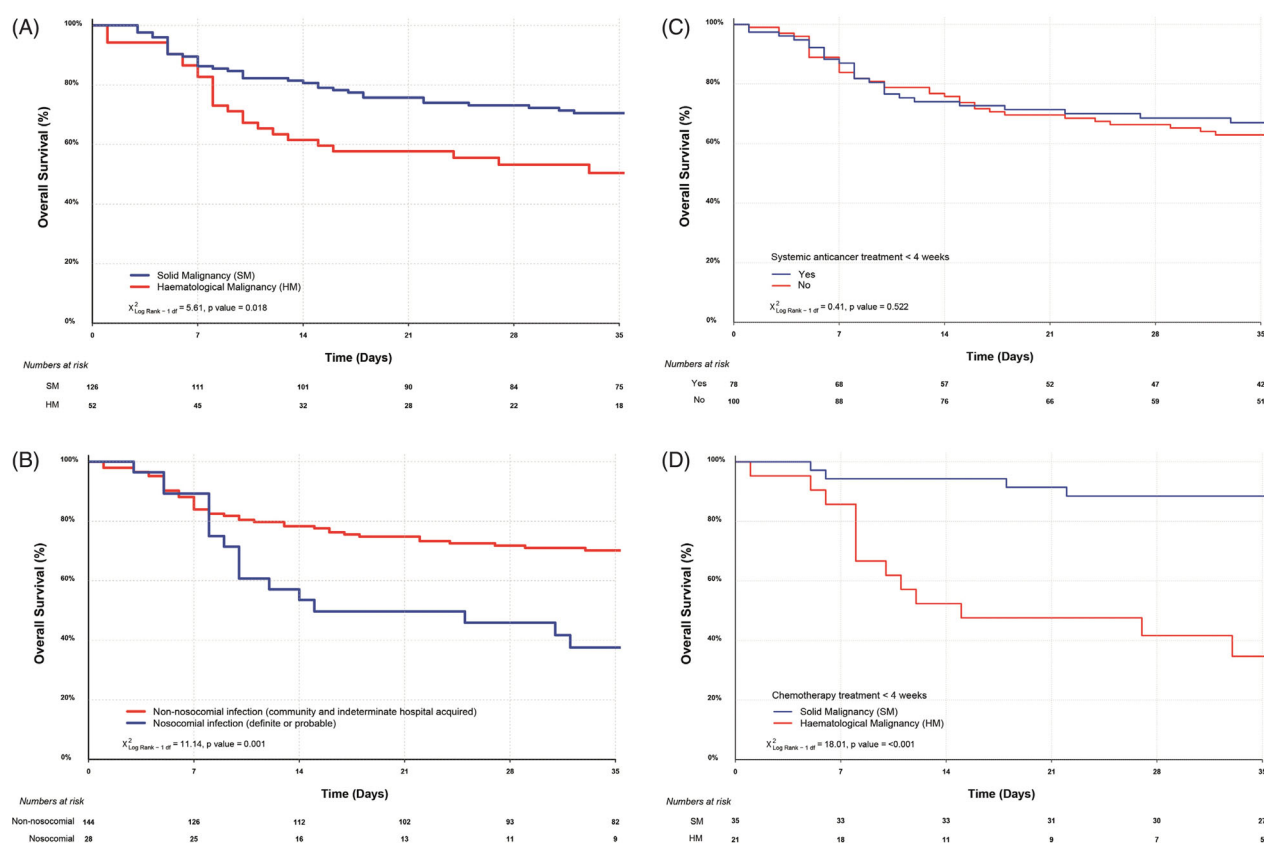 (A)
Overall Survival (%)
100%
80%
60%
40%
20%
0%
Solid Malignancy (SM)
Haematological Malignancy (HM)
X² Log Rank – 1 df = 5.61, p value = 0.018
0 7 14 21 28 35
Time (Days)
Numbers at risk
SM 126 111 101 90 84 75
HM 52 45 32 28 22 18
(B)
Overall Survival (%)
100%
80%
60%
40%
20%
0%
Non-nosocomial infection (community and indeterminate hospital acquired)
Nosocomial infection (definite or probable)
X² Log Rank – 1 df = 11.14, p value = 0.001
0 7 14 21 28 35
Time (Days)
Numbers at risk
Non-nosocomial 144 126 112 102 93 82
Nosocomial 28 25 16 13 11 9
(C)
Overall Survival (%)
100%
80%
60%
40%
20%
0%
Systemic anticancer treatment < 4 weeks
Yes
No
X² Log Rank – 1 df = 0.41, p value = 0.522
0 7 14 21 28 35
Time (Days)
Numbers at risk
Yes 78 68 57 52 47 42
No 100 88 76 66 59 51
(D)
Overall Survival (%)
100%
80%
60%
40%
20%
0%
Chemotherapy treatment < 4 weeks
Solid Malignancy (SM)
Haematological Malignancy (HM)
X² Log Rank – 1 df = 18.01, p value = <0.001
0 7 14 21 28 35
Time (Days)
Numbers at risk
SM 35 33 33 31 30 27
HM 21 18 11 9 7 5